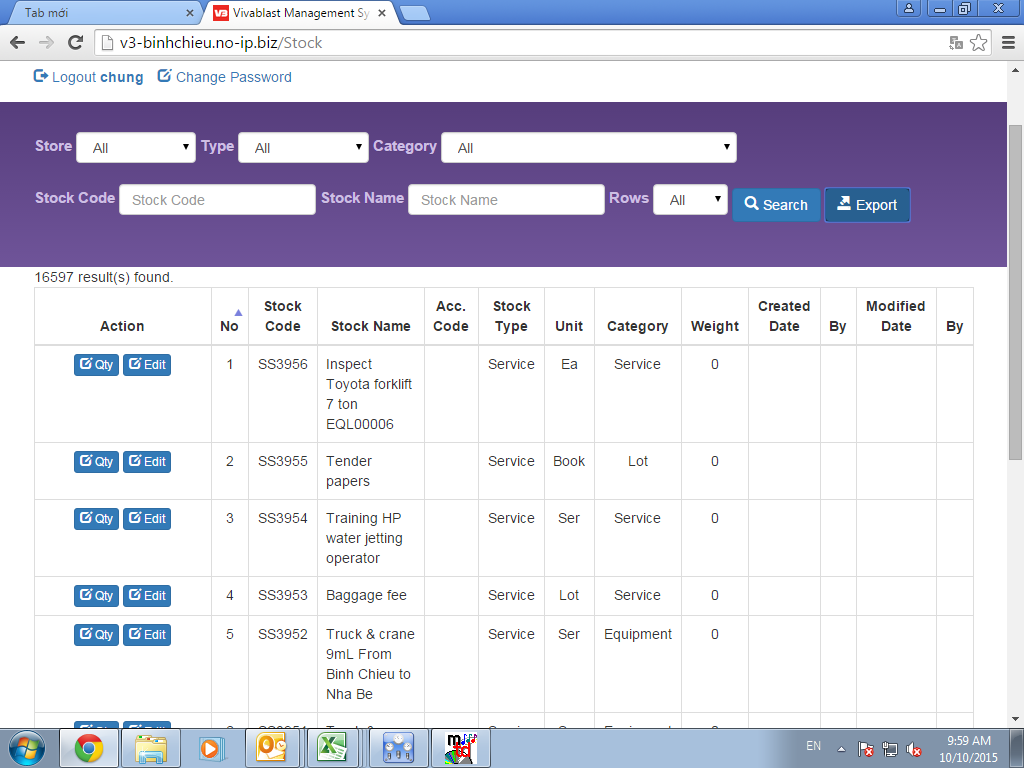 Tab mới
V3 Vivablast Management Sy
v3-binhchieu.no-ip.biz/Stock
Logout chung Change Password
Store All Type All Category All
Stock Code Stock Code Stock Name Stock Name Rows All Search Export
16597 result(s) found.
Action No Stock Code Stock Name Acc. Code Stock Type Unit Category Weight Created Date By Modified Date By
Qty Edit 1 SS3956 Inspect Service Ea Service 0
Toyota forklift
7 ton
EQL00006
Qty Edit 2 SS3955 Tender Service Book Lot 0
papers
Qty Edit 3 SS3954 Training HP Service Ser Service 0
water jetting
operator
Qty Edit 4 SS3953 Baggage fee Service Lot Service 0
Qty Edit 5 SS3952 Truck & crane Service Ser Equipment 0
9mL From
Binh Chieu to
Nha Be
EN 9:59 AM
10/10/2015